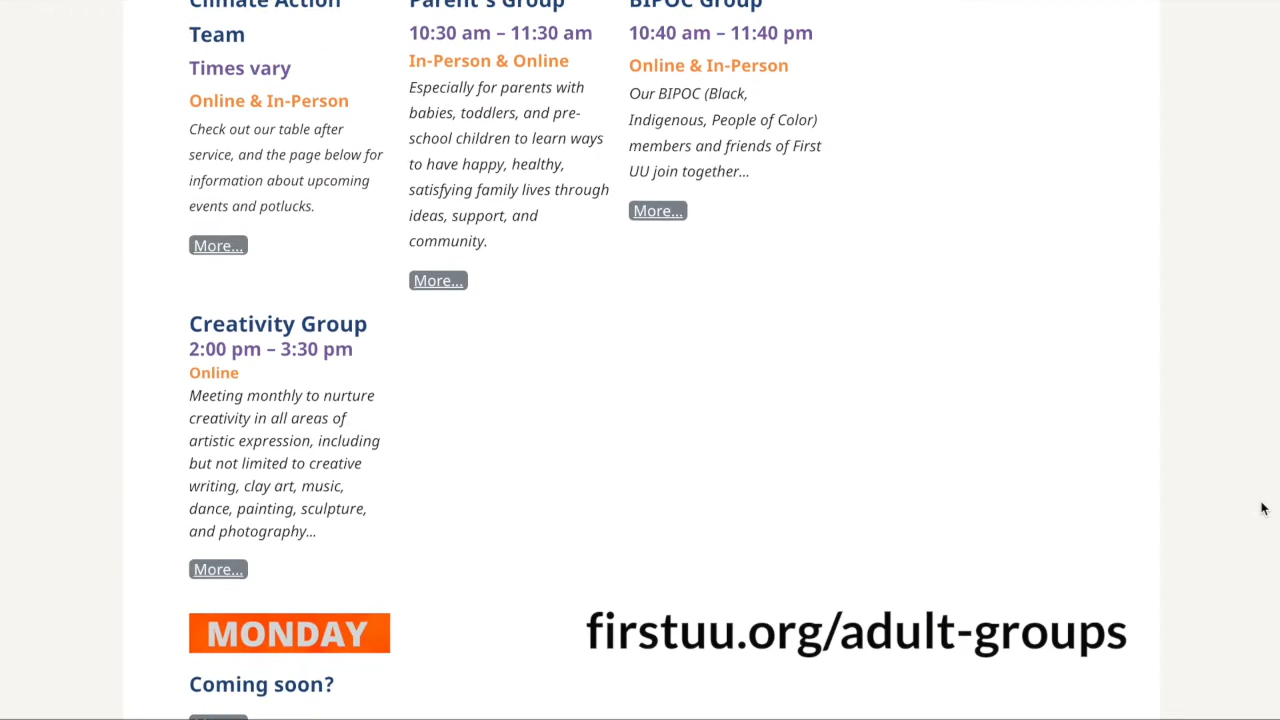 Climate Action
Team
Times vary
Online & In-Person
Check out our table after
service, and the page below for
information about upcoming
events and potlucks.
More...
Parent's Group
10:30 am – 11:30 am
In-Person & Online
Especially for parents with
babies, toddlers, and pre-
school children to learn ways
to have happy, healthy,
satisfying family lives through
ideas, support, and
community.
More...
BIPOC Group
10:40 am – 11:40 pm
Online & In-Person
Our BIPOC (Black,
Indigenous, People of Color)
members and friends of First
UU join together...
More...
Creativity Group
2:00 pm – 3:30 pm
Online
Meeting monthly to nurture
creativity in all areas of
artistic expression, including
but not limited to creative
writing, clay art, music,
dance, painting, sculpture,
and photography...
More...
MONDAY
firstuu.org/adult-groups
Coming soon?